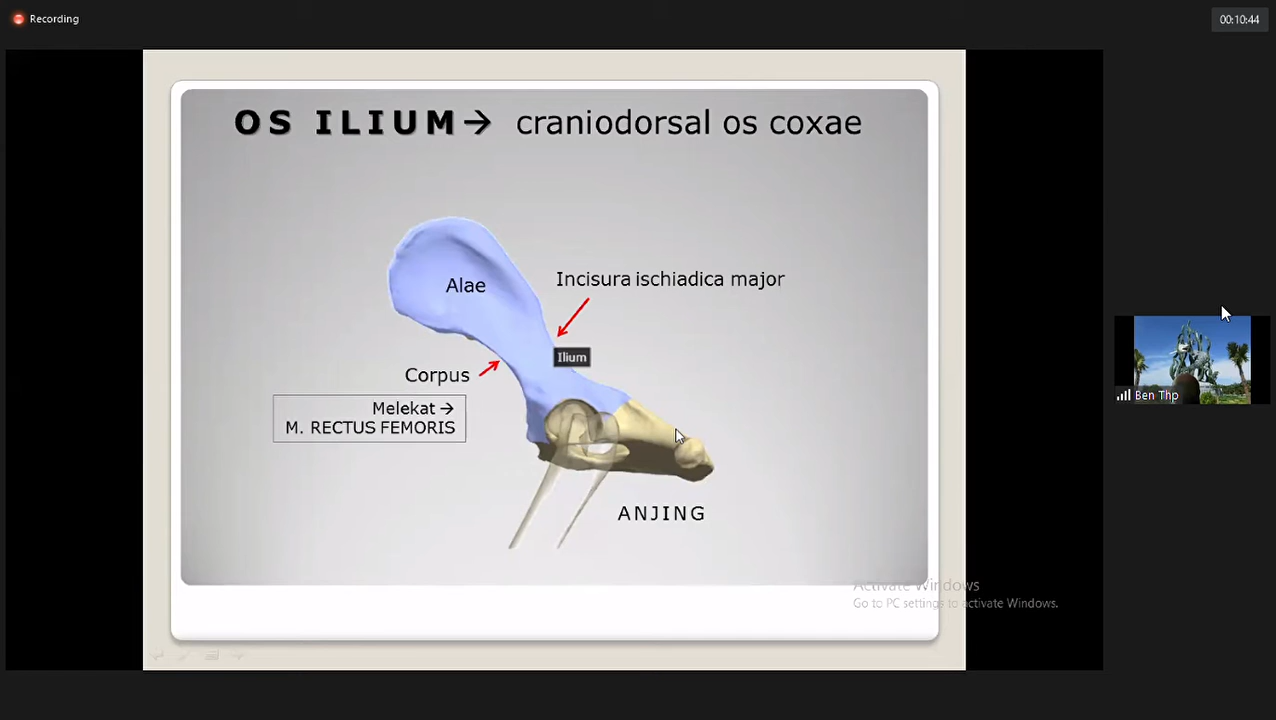 Recording
00:10:44
OS ILIUM→ craniodorsal os coxae
Alae
Incisura ischiadica major
Ilium
Corpus
Melekat →
M. RECTUS FEMORIS
ANJING
Ben Thp
Activate Windows
Go to PC settings to activate Windows.